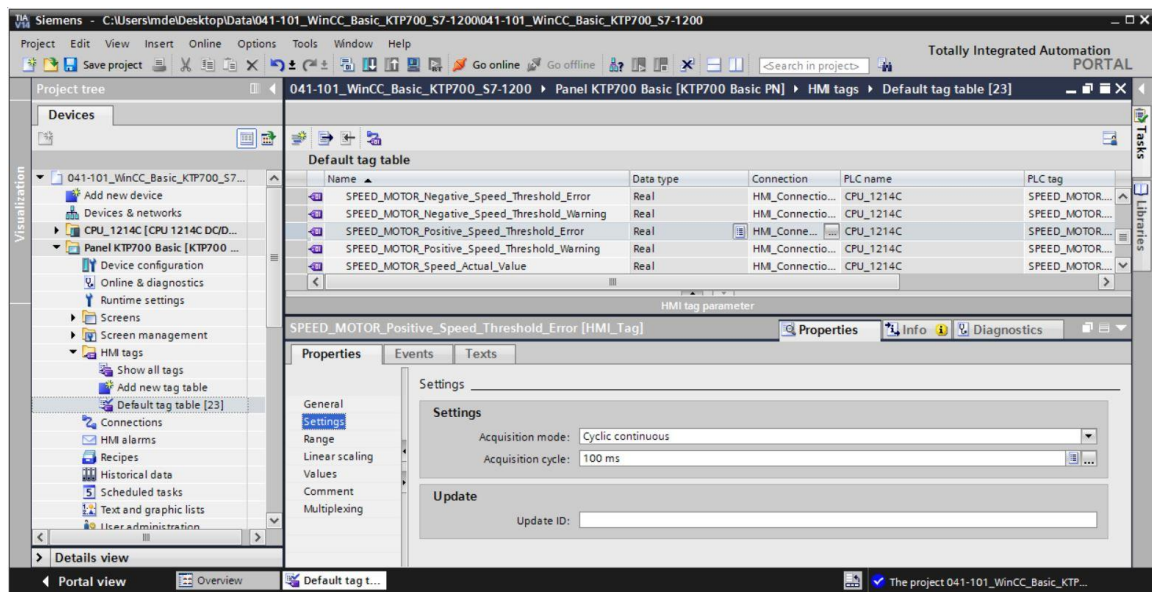 TIA V14 Siemens - C:\Users\mde\Desktop\Data\041-101_WinCC_Basic_KTP700_S7-1200\041-101_WinCC_Basic_KTP700_S7-1200
Project Edit View Insert Online Options Tools Window Help
Totally Integrated Automation
PORTAL
Save project Go online Go offline <Search in project>
Project tree
041-101_WinCC_Basic_KTP700_S7-1200 Panel KTP700 Basic [KTP700 Basic PN] HMI tags Default tag table [23]
Devices
Visualization
Tasks
Libraries
041-101_WinCC_Basic_KTP700_S7...
Add new device
Devices & networks
CPU_1214C [CPU 1214C DC/D...
Panel KTP700 Basic [KTP700 ...
Device configuration
Online & diagnostics
Runtime settings
Screens
Screen management
HMI tags
Show all tags
Add new tag table
Default tag table [23]
Connections
HMI alarms
Recipes
Historical data
Scheduled tasks
Text and graphic lists
User administration
Details view
Default tag table
Name Data type Connection PLC name PLC tag
SPEED_MOTOR_Negative_Speed_Threshold_Error Real HMI_Connectio... CPU_1214C SPEED_MOTOR....
SPEED_MOTOR_Negative_Speed_Threshold_Warning Real HMI_Connectio... CPU_1214C SPEED_MOTOR....
SPEED_MOTOR_Positive_Speed_Threshold_Error Real HMI_Conne... ... CPU_1214C SPEED_MOTOR....
SPEED_MOTOR_Positive_Speed_Threshold_Warning Real HMI_Connectio... CPU_1214C SPEED_MOTOR....
SPEED_MOTOR_Speed_Actual_Value Real HMI_Connectio... CPU_1214C SPEED_MOTOR....
HMI tag parameter
SPEED_MOTOR_Positive_Speed_Threshold_Error [HMI_Tag]
Properties Info Diagnostics
Properties Events Texts
General
Settings
Range
Linear scaling
Values
Comment
Multiplexing
Settings
Settings
Acquisition mode: Cyclic continuous
Acquisition cycle: 100 ms ...
Update
Update ID:
Portal view Overview Default tag t... The project 041-101_WinCC_Basic_KTP...